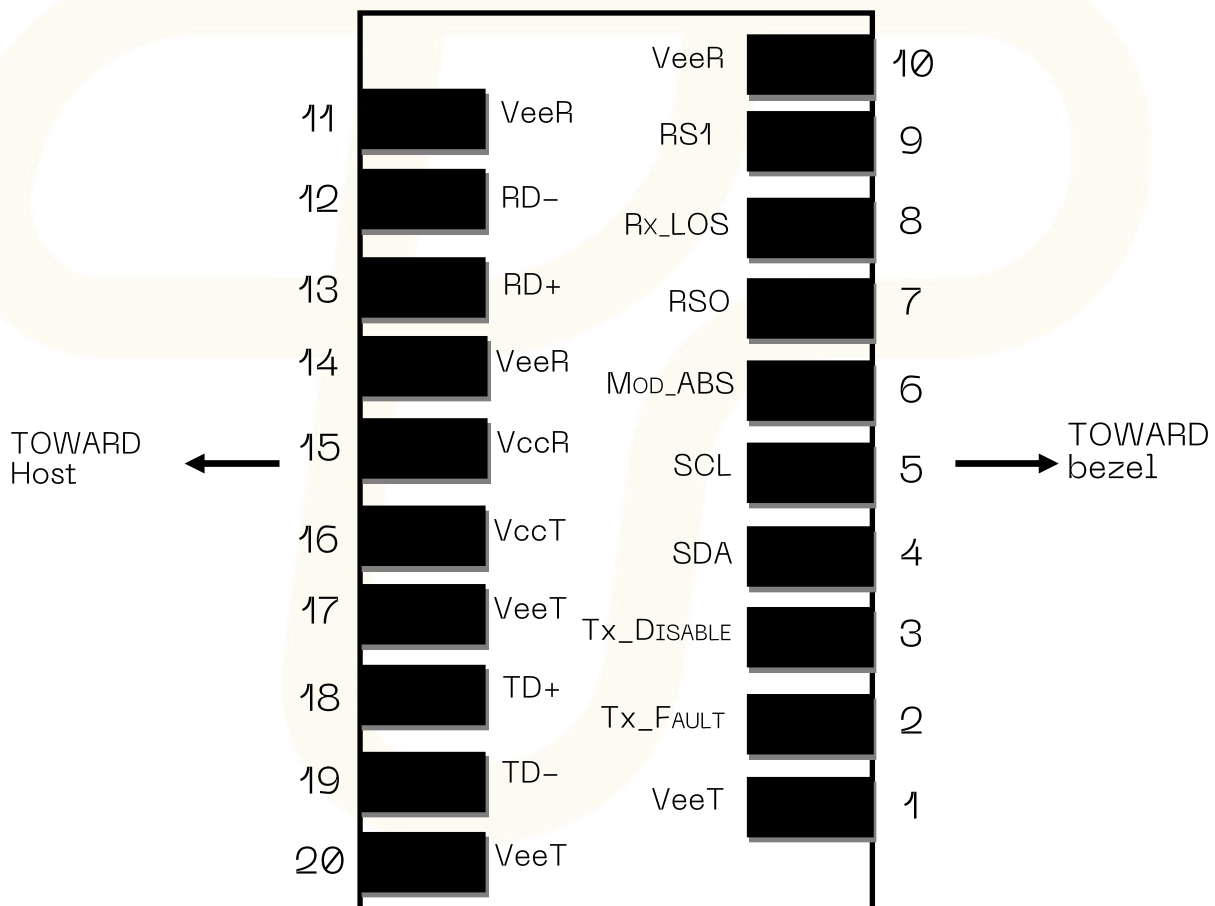 VeeR 10
11 VeeR
RS1 9
12 RD-
Rx_LOS 8
13 RD+
RSO 7
14 VeeR
Mod_ABS 6
TOWARD
Host
15 VccR
SCL 5
TOWARD
bezel
16 VccT
SDA 4
17 VeeT
Tx_Disable 3
18 TD+
Tx_Fault 2
19 TD-
VeeT 1
20 VeeT